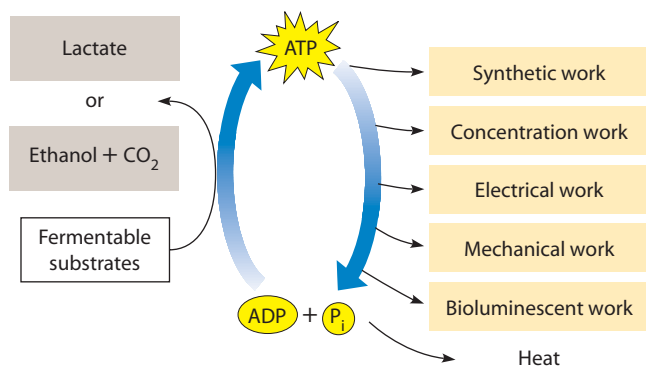 Lactate
or
Ethanol + CO₂
Fermentable
substrates
ATP
ADP + Pᵢ
Synthetic work
Concentration work
Electrical work
Mechanical work
Bioluminescent work
Heat